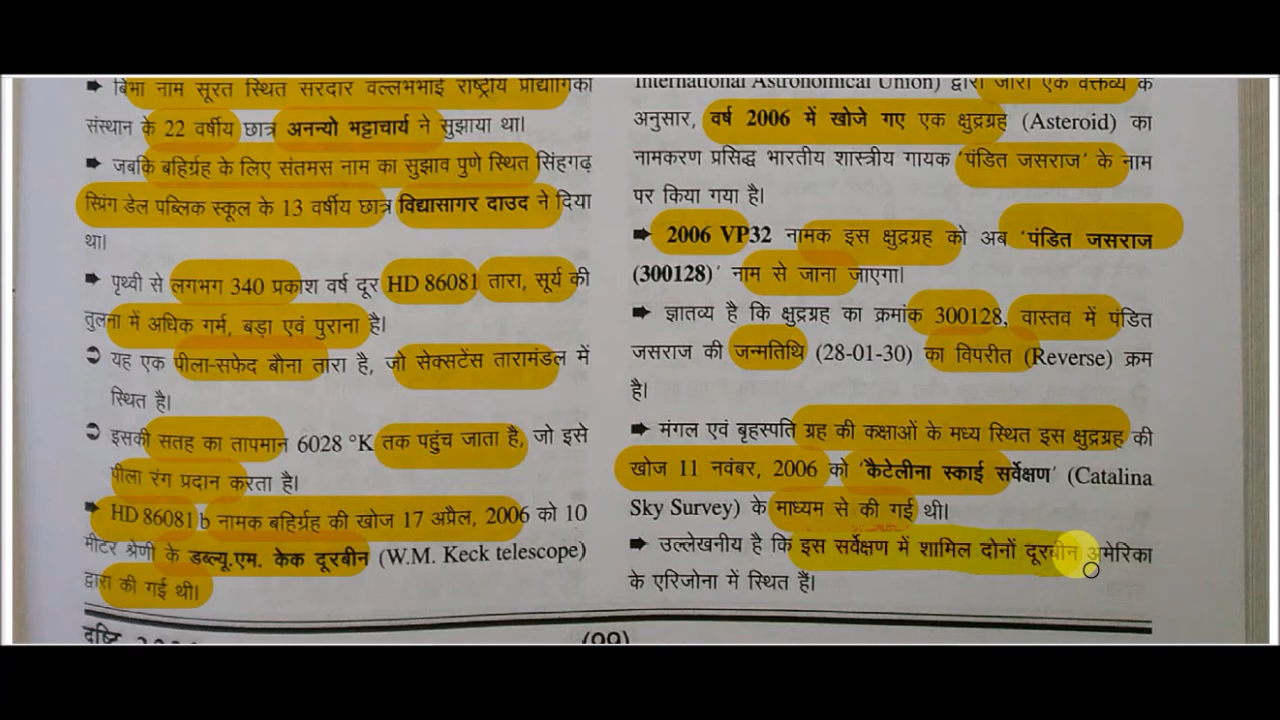 ➡ बिभा नाम सूरत स्थित सरदार वल्लभभाई राष्ट्रीय प्रौद्योगिकी
संस्थान के 22 वर्षीय छात्र अनन्यो भट्टाचार्य ने सुझाया था।
➡ जबकि बहिर्ग्रह के लिए संतमस नाम का सुझाव पुणे स्थित सिंहगढ़
स्प्रिंग डेल पब्लिक स्कूल के 13 वर्षीय छात्र विद्यासागर दाउद ने दिया
था।
➡ पृथ्वी से लगभग 340 प्रकाश वर्ष दूर HD 86081 तारा, सूर्य की
तुलना में अधिक गर्म, बड़ा एवं पुराना है।
➲ यह एक पीला-सफेद बौना तारा है, जो सेक्सटेंस तारामंडल में
स्थित है।
➲ इसकी सतह का तापमान 6028 °K तक पहुंच जाता है, जो इसे
पीला रंग प्रदान करता है।
➡ HD 86081 b नामक बहिर्ग्रह की खोज 17 अप्रैल, 2006 को 10
मीटर श्रेणी के डब्ल्यू.एम. केक दूरबीन (W.M. Keck telescope)
द्वारा की गई थी।
International Astronomical Union) द्वारा जारी एक वक्तव्य के
अनुसार, वर्ष 2006 में खोजे गए एक क्षुद्रग्रह (Asteroid) का
नामकरण प्रसिद्ध भारतीय शास्त्रीय गायक 'पंडित जसराज' के नाम
पर किया गया है।
➡ 2006 VP32 नामक इस क्षुद्रग्रह को अब 'पंडित जसराज
(300128)' नाम से जाना जाएगा।
➡ ज्ञातव्य है कि क्षुद्रग्रह का क्रमांक 300128, वास्तव में पंडित
जसराज की जन्मतिथि (28-01-30) का विपरीत (Reverse) क्रम
है।
➡ मंगल एवं बृहस्पति ग्रह की कक्षाओं के मध्य स्थित इस क्षुद्रग्रह की
खोज 11 नवंबर, 2006 को 'कैटेलीना स्काई सर्वेक्षण' (Catalina
Sky Survey) के माध्यम से की गई थी।
➡ उल्लेखनीय है कि इस सर्वेक्षण में शामिल दोनों दूरबीन अमेरिका
के एरिजोना में स्थित हैं।
(99)